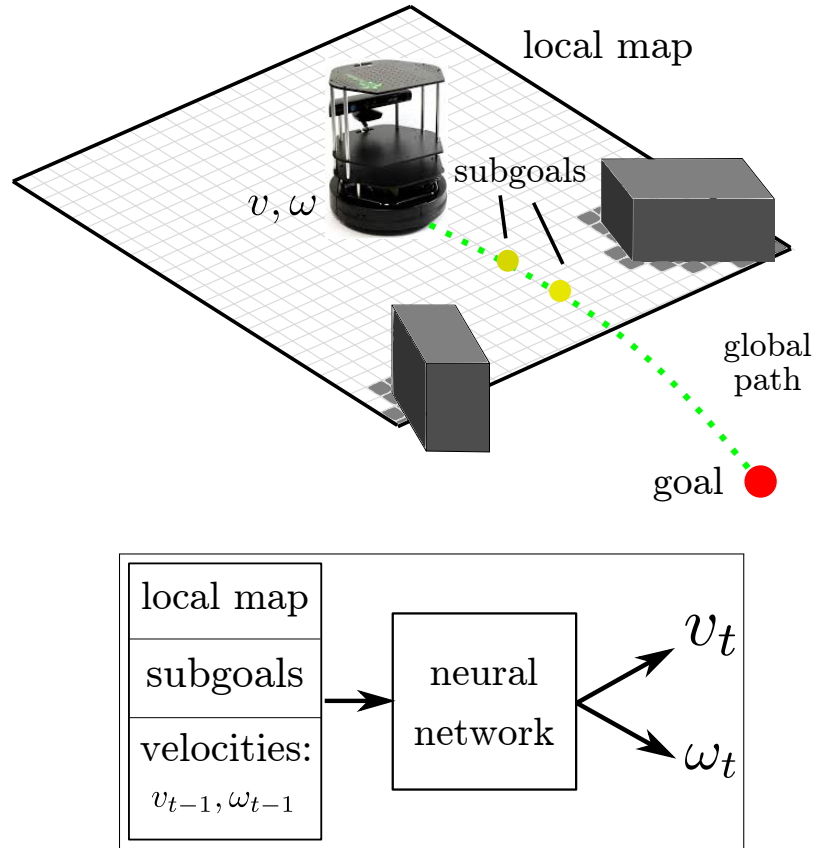 local map
subgoals
v, ω
global
path
goal
local map
subgoals
velocities:
v_{t−1}, ω_{t−1}
neural
network
v_t
ω_t